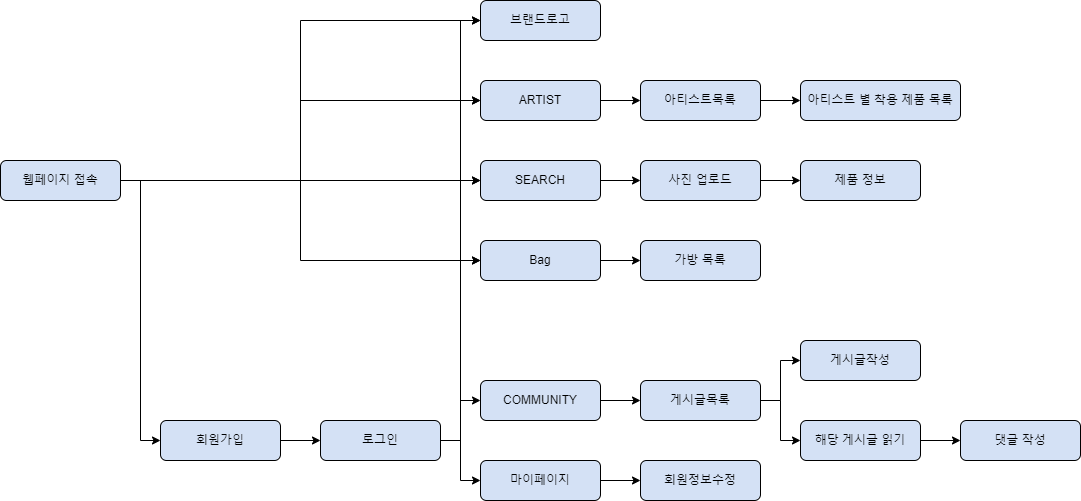 브랜드로고
ARTIST
아티스트목록
아티스트 별 착용 제품 목록
웹페이지 접속
SEARCH
사진 업로드
제품 정보
Bag
가방 목록
게시글작성
COMMUNITY
게시글목록
회원가입
로그인
해당 게시글 읽기
댓글 작성
마이페이지
회원정보수정